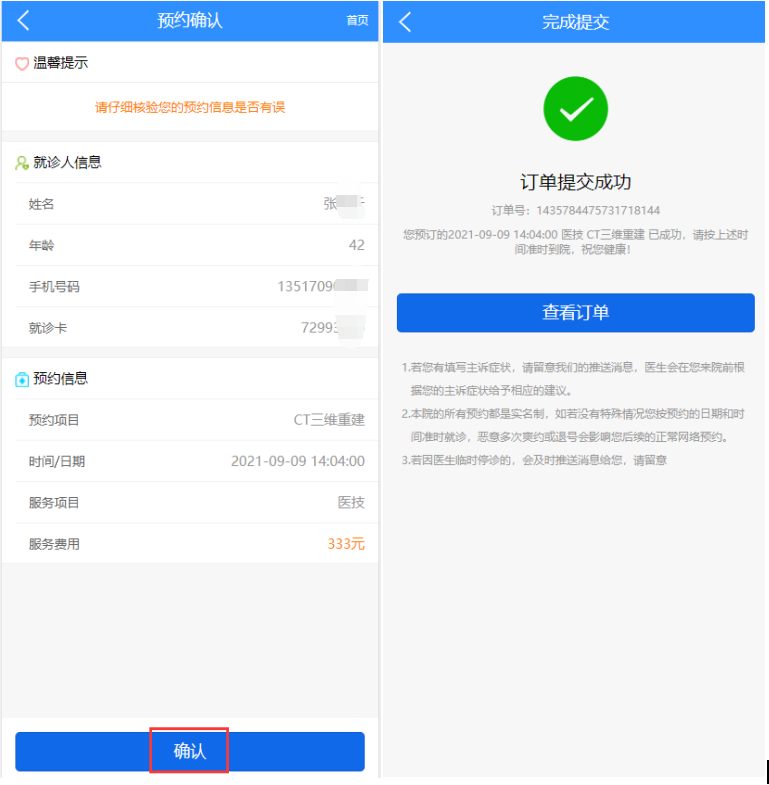 预约确认
首页
温馨提示
请仔细核验您的预约信息是否有误
就诊人信息
姓名 张
年龄 42
手机号码 1351709
就诊卡 7299
预约信息
预约项目 CT三维重建
时间/日期 2021-09-09 14:04:00
服务项目 医技
服务费用 333元
确认
完成提交
订单提交成功
订单号：1435784475731718144
您预订的2021-09-09 14:04:00 医技 CT三维重建 已成功，请按上述时
间准时到院，祝您健康！
查看订单
1.若您有填写主诉症状，请留意我们的推送消息，医生会在您来院前根
据您的主诉症状给予相应的建议。
2.本院的所有预约都是实名制，如若没有特殊情况您按预约的日期和时
间准时就诊，恶意多次爽约或退号会影响您后续的正常网络预约。
3.若因医生临时停诊的，会及时推送消息给您，请留意